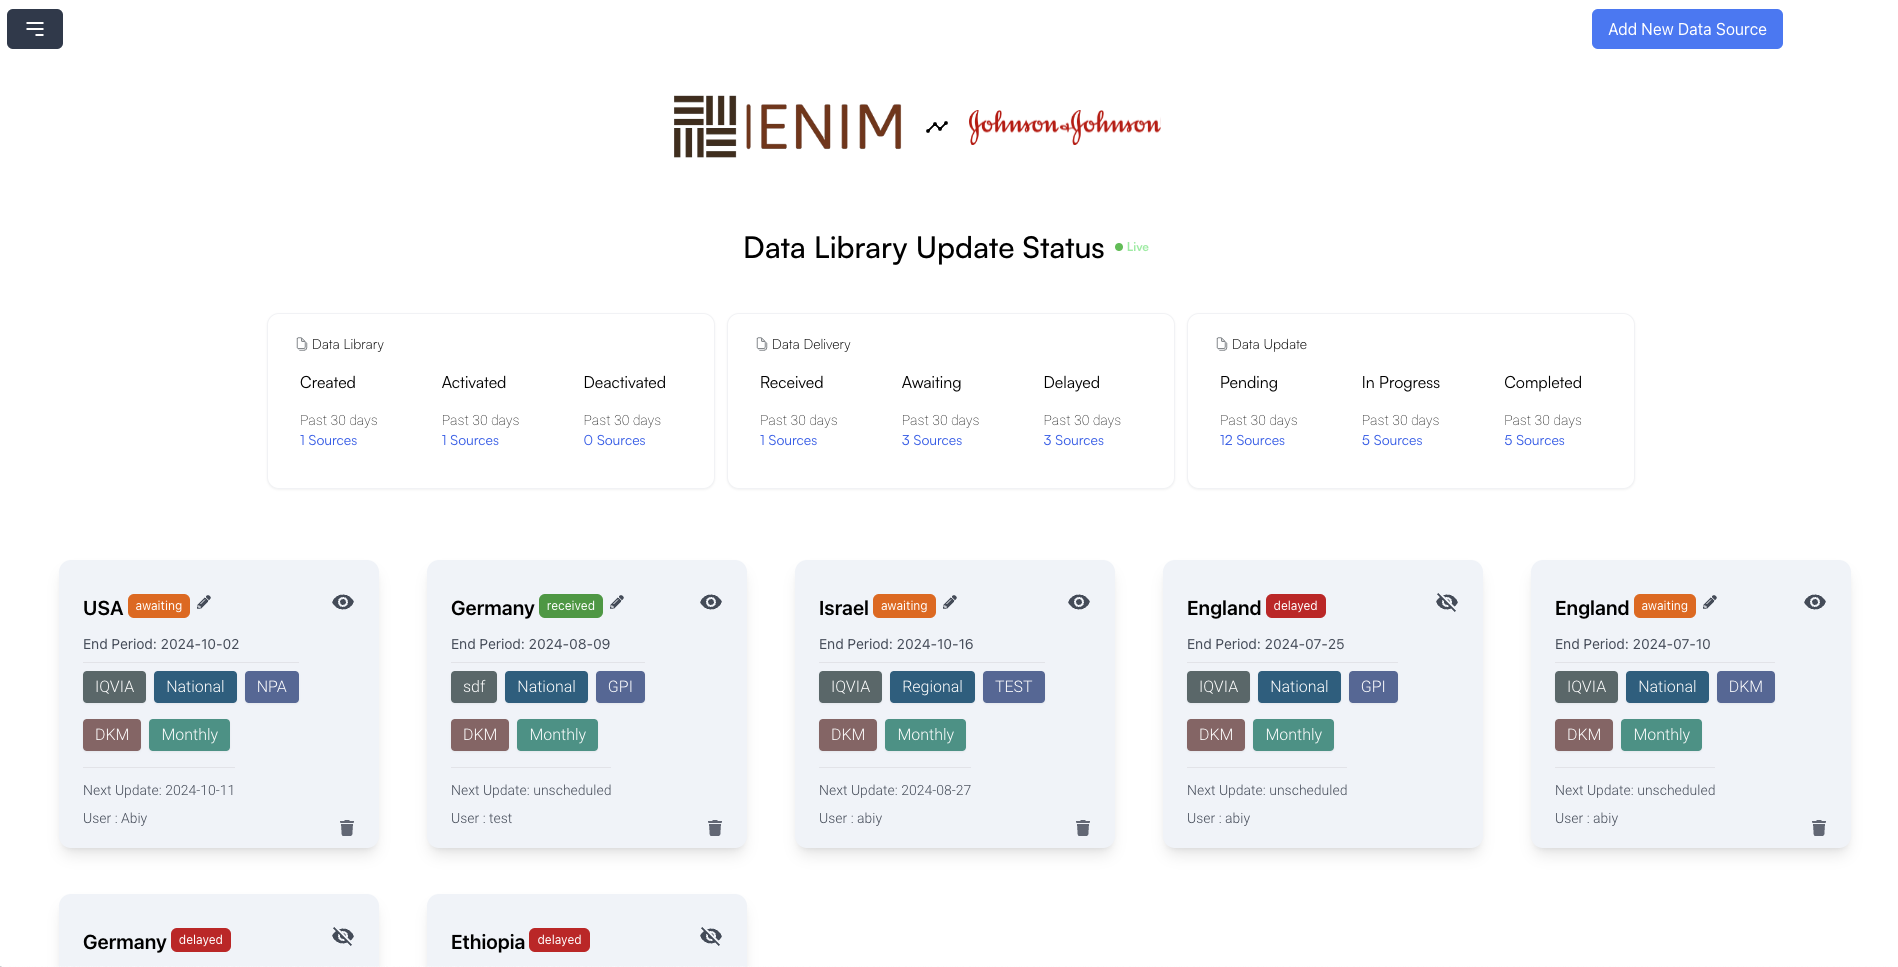 Add New Data Source
IENIM
Johnson & Johnson
Data Library Update Status Live
Data Library
Created Activated Deactivated
Past 30 days Past 30 days Past 30 days
1 Sources 1 Sources 0 Sources
Data Delivery
Received Awaiting Delayed
Past 30 days Past 30 days Past 30 days
1 Sources 3 Sources 3 Sources
Data Update
Pending In Progress Completed
Past 30 days Past 30 days Past 30 days
12 Sources 5 Sources 5 Sources
USA awaiting
End Period: 2024-10-02
IQVIA National NPA
DKM Monthly
Next Update: 2024-10-11
User : Abiy
Germany received
End Period: 2024-08-09
sdf National GPI
DKM Monthly
Next Update: unscheduled
User : test
Israel awaiting
End Period: 2024-10-16
IQVIA Regional TEST
DKM Monthly
Next Update: 2024-08-27
User : abiy
England delayed
End Period: 2024-07-25
IQVIA National GPI
DKM Monthly
Next Update: unscheduled
User : abiy
England awaiting
End Period: 2024-07-10
IQVIA National DKM
DKM Monthly
Next Update: unscheduled
User : abiy
Germany delayed
Ethiopia delayed